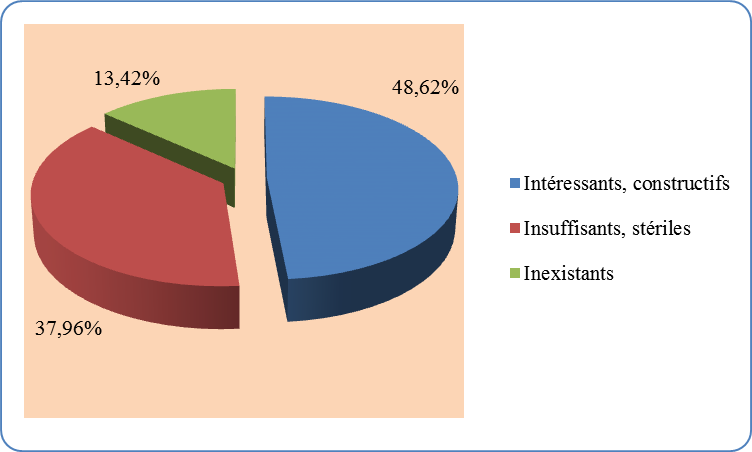 13,42%
48,62%
37,96%
Intéressants, constructifs
Insuffisants, stériles
Inexistants